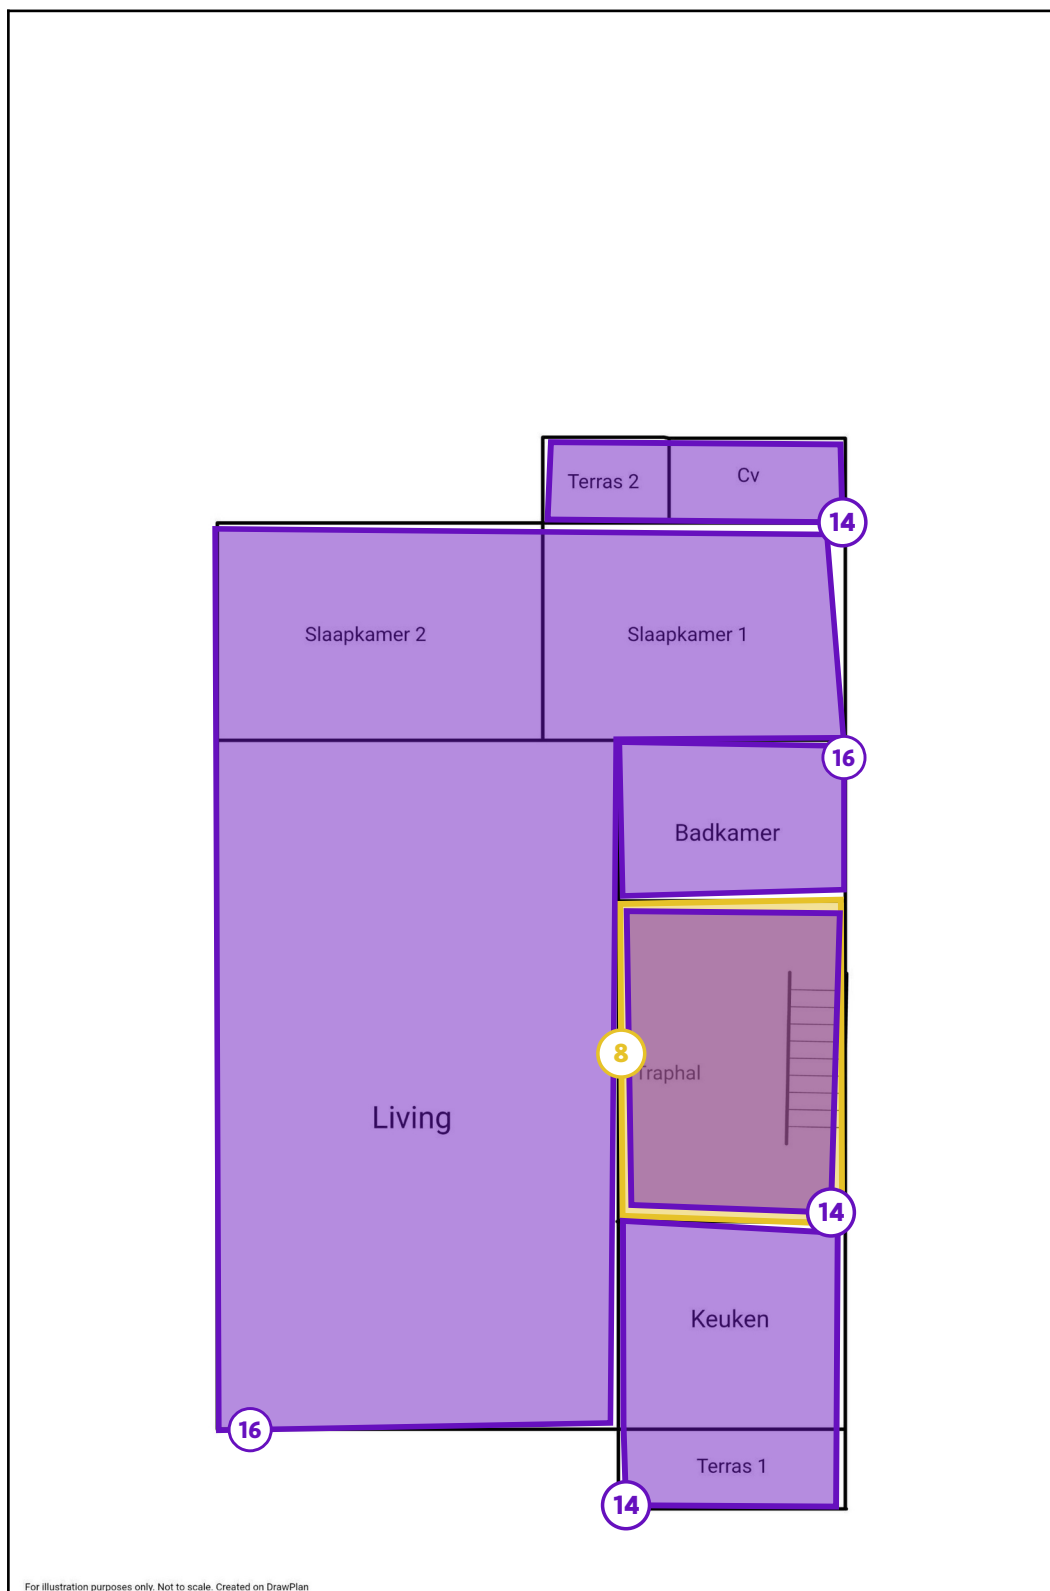 Terras 2
Cv
14
Slaapkamer 2
Slaapkamer 1
16
Badkamer
8
Traphal
Living
14
Keuken
16
Terras 1
14
For illustration purposes only. Not to scale. Created on DrawPlan